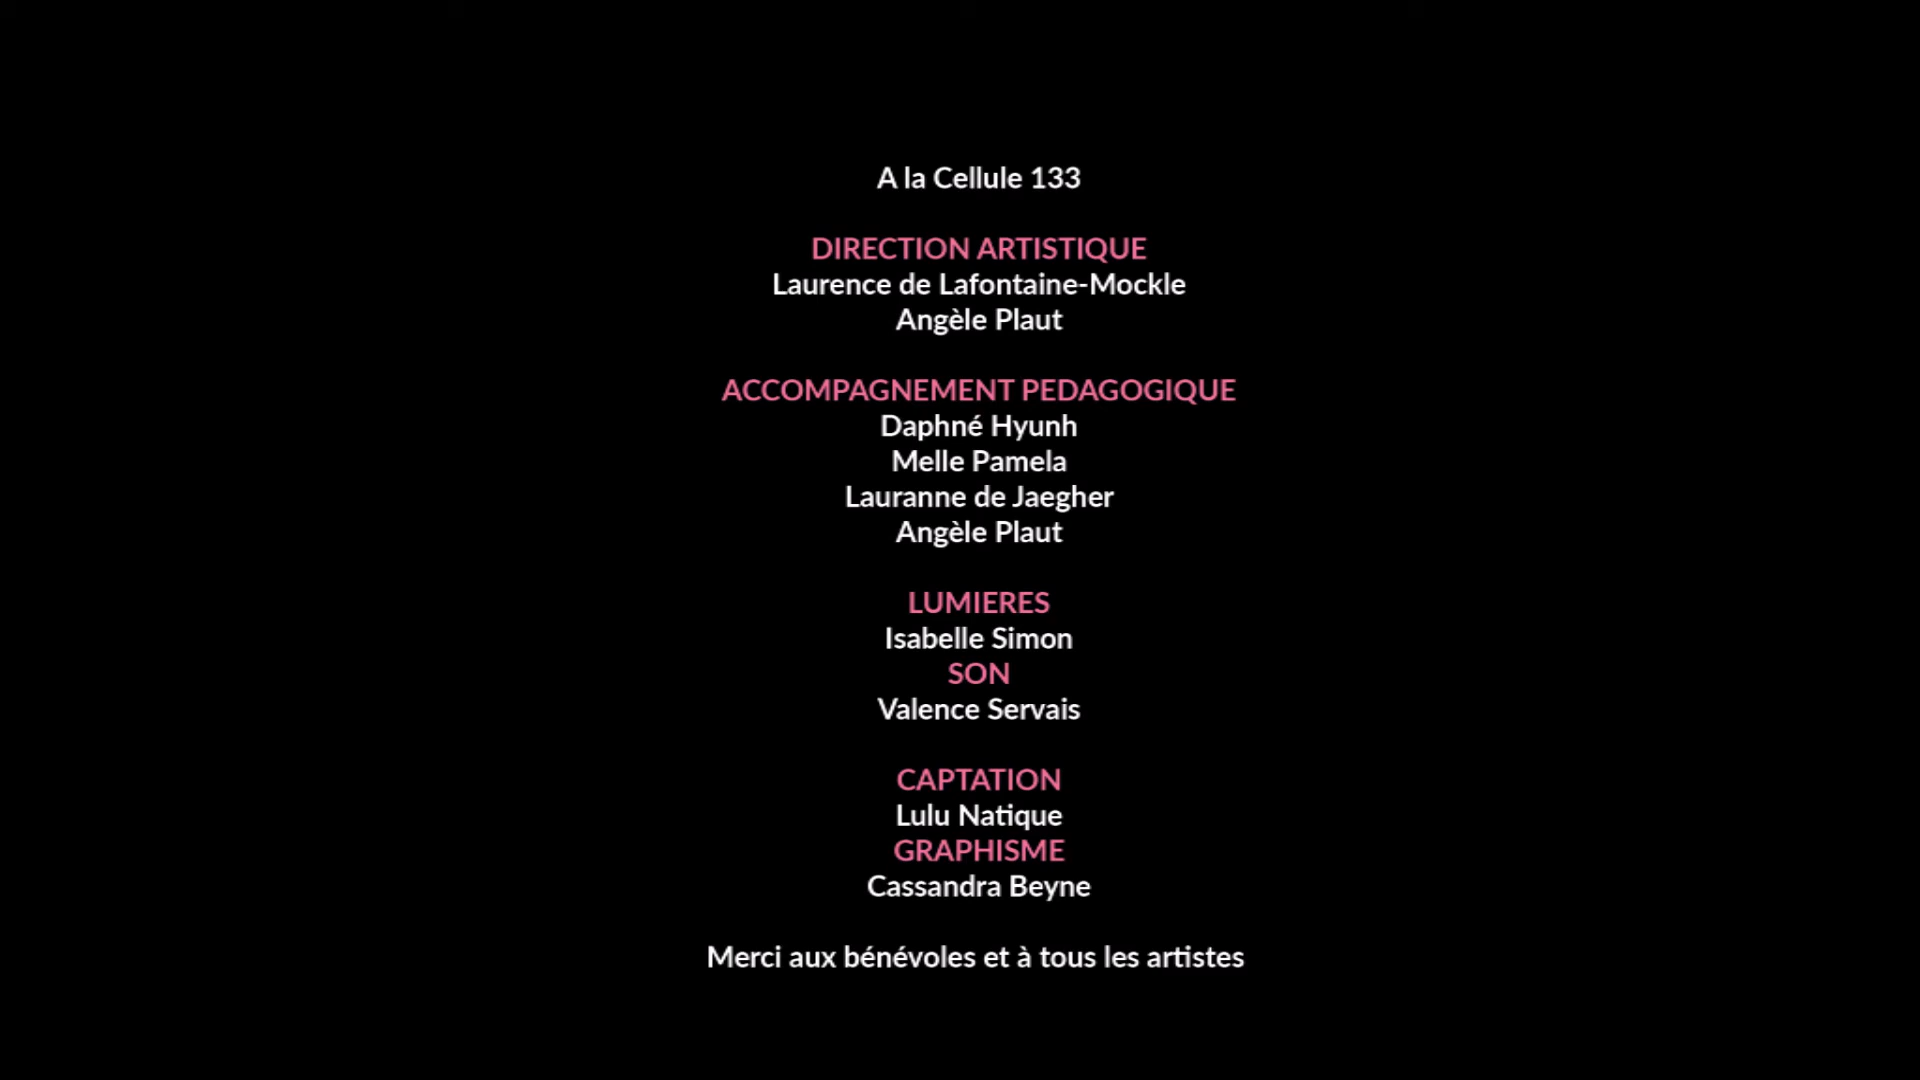 A la Cellule 133
DIRECTION ARTISTIQUE
Laurence de Lafontaine-Mockle
Angèle Plaut
ACCOMPAGNEMENT PEDAGOGIQUE
Daphné Hyunh
Melle Pamela
Lauranne de Jaegher
Angèle Plaut
LUMIERES
Isabelle Simon
SON
Valence Servais
CAPTATION
Lulu Natique
GRAPHISME
Cassandra Beyne
Merci aux bénévoles et à tous les artistes